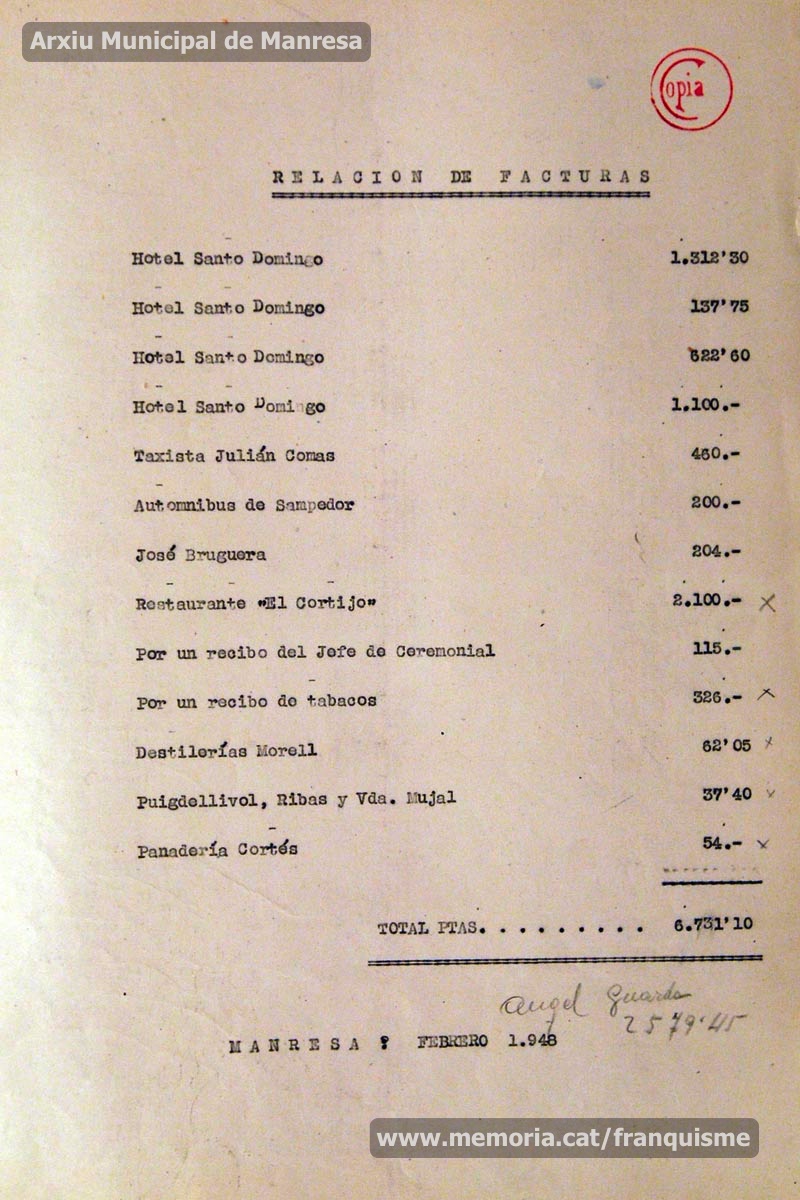 Arxiu Municipal de Manresa
Copia
RELACION DE FACTURAS
Hotel Santo Domingo 1.312'30
Hotel Santo Domingo 137'75
Hotel Santo Domingo 622'60
Hotel Santo Domingo 1.100.-
Taxista Julián Comas 460.-
Automnibus de Sampedor 200.-
José Bruguera 204.-
Restaurante "El Cortijo" 2.100.- X
Por un recibo del Jefe de Ceremonial 115.-
Por un recibo de tabacos 326.-
Destilerías Morell 62'05
Puigdellivol, Ribas y Vda. Mujal 37'40
Panadería Cortés 54.-
TOTAL PTAS. . . . . . . . . . 6.731'10
Angel
2579'45
MANRESA FEBRERO 1.948
www.memoria.cat/franquisme